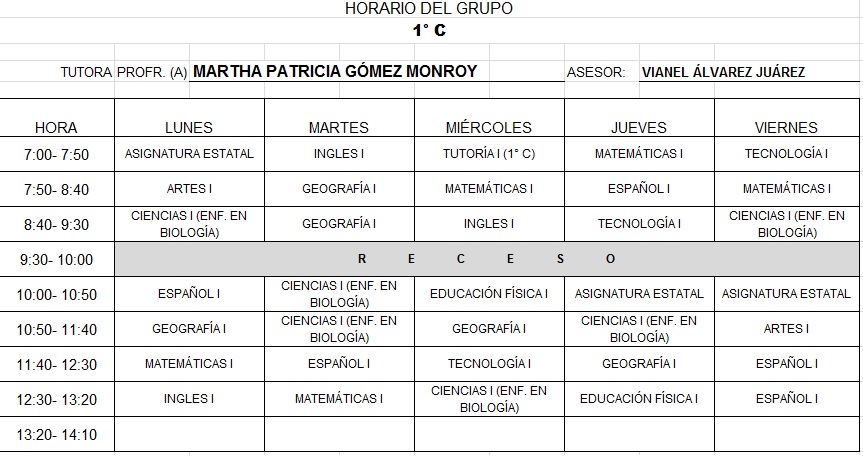 HORARIO DEL GRUPO
1° C
TUTORA PROFR. (A) MARTHA PATRICIA GÓMEZ MONROY ASESOR: VIANEL ÁLVAREZ JUÁREZ
HORA LUNES MARTES MIÉRCOLES JUEVES VIERNES
7:00- 7:50 ASIGNATURA ESTATAL INGLES I TUTORÍA I (1° C) MATEMÁTICAS I TECNOLOGÍA I
7:50- 8:40 ARTES I GEOGRAFÍA I MATEMÁTICAS I ESPAÑOL I MATEMÁTICAS I
8:40- 9:30 CIENCIAS I (ENF. EN BIOLOGÍA) GEOGRAFÍA I INGLES I TECNOLOGÍA I CIENCIAS I (ENF. EN BIOLOGÍA)
9:30- 10:00 R E C E S O
10:00- 10:50 ESPAÑOL I CIENCIAS I (ENF. EN BIOLOGÍA) EDUCACIÓN FÍSICA I ASIGNATURA ESTATAL ASIGNATURA ESTATAL
10:50- 11:40 GEOGRAFÍA I CIENCIAS I (ENF. EN BIOLOGÍA) GEOGRAFÍA I CIENCIAS I (ENF. EN BIOLOGÍA) ARTES I
11:40- 12:30 MATEMÁTICAS I ESPAÑOL I TECNOLOGÍA I GEOGRAFÍA I ESPAÑOL I
12:30- 13:20 INGLES I MATEMÁTICAS I CIENCIAS I (ENF. EN BIOLOGÍA) EDUCACIÓN FÍSICA I ESPAÑOL I
13:20- 14:10